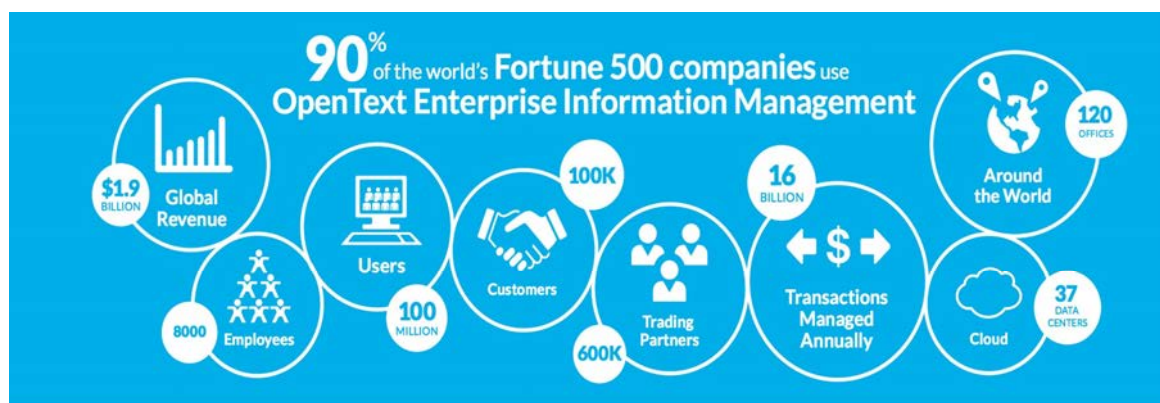 90%
of the world's Fortune 500 companies use
OpenText Enterprise Information Management
$1.9
BILLION
Global
Revenue
8000
Employees
Users
100
MILLION
100K
Customers
600K
Trading
Partners
16
BILLION
$
Transactions
Managed
Annually
120
OFFICES
Around
the World
Cloud
37
DATA
CENTERS